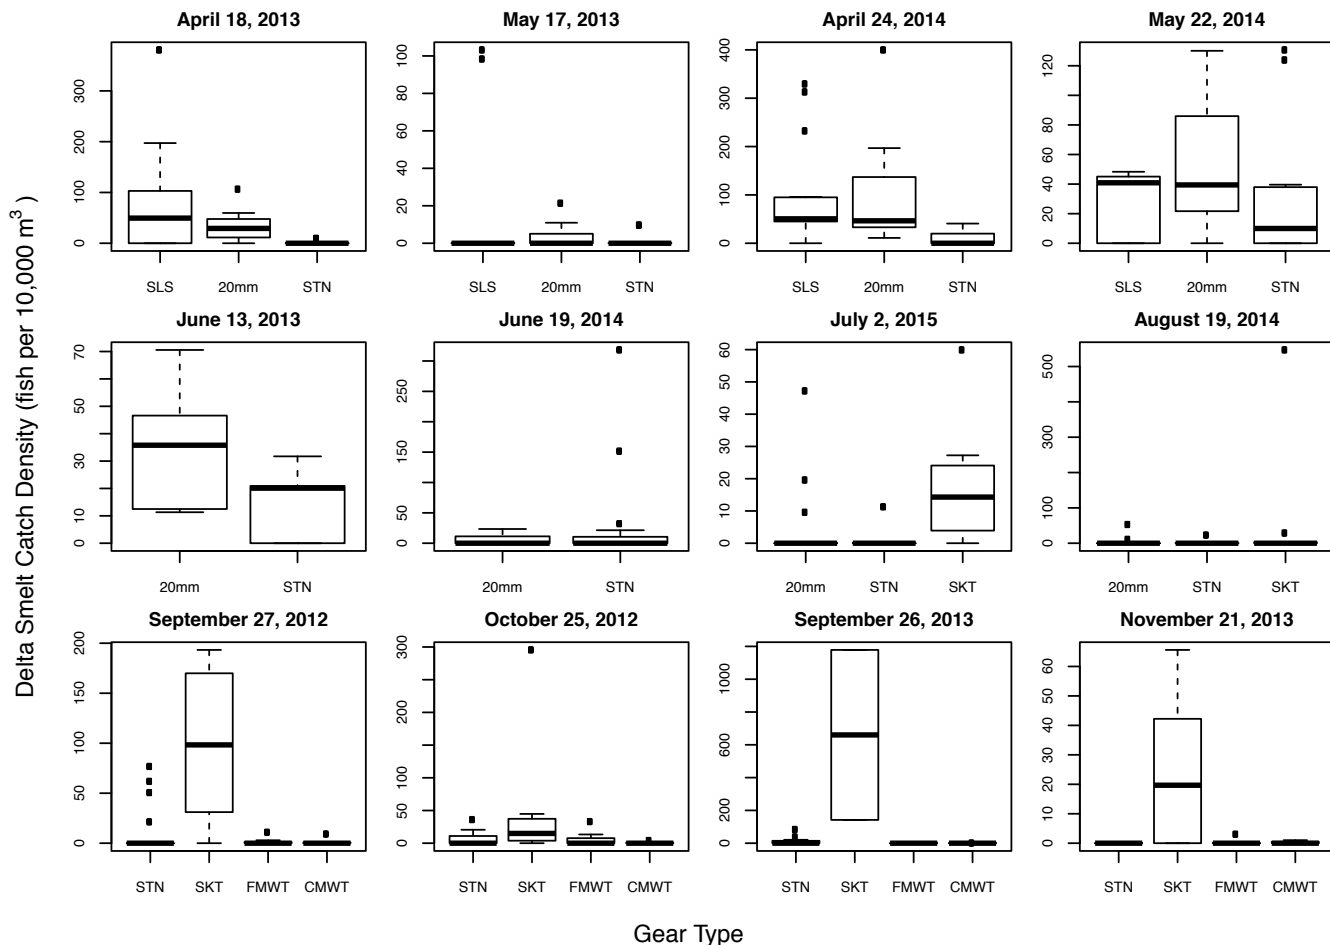 April 18, 2013
May 17, 2013
April 24, 2014
May 22, 2014
0 100 200 300
0 20 40 60 80 100
0 100 200 300 400
0 20 40 60 80 120
SLS 20mm STN
SLS 20mm STN
SLS 20mm STN
SLS 20mm STN
June 13, 2013
June 19, 2014
July 2, 2015
August 19, 2014
0 10 30 50 70
0 50 150 250
0 10 20 30 40 50 60
0 100 300 500
20mm STN
20mm STN
20mm STN SKT
20mm STN SKT
September 27, 2012
October 25, 2012
September 26, 2013
November 21, 2013
0 50 100 150 200
0 50 100 200 300
0 200 600 1000
0 10 20 30 40 50 60
STN SKT FMWT CMWT
STN SKT FMWT CMWT
STN SKT FMWT CMWT
STN SKT FMWT CMWT
Delta Smelt Catch Density (fish per 10,000 m³ )
Gear Type